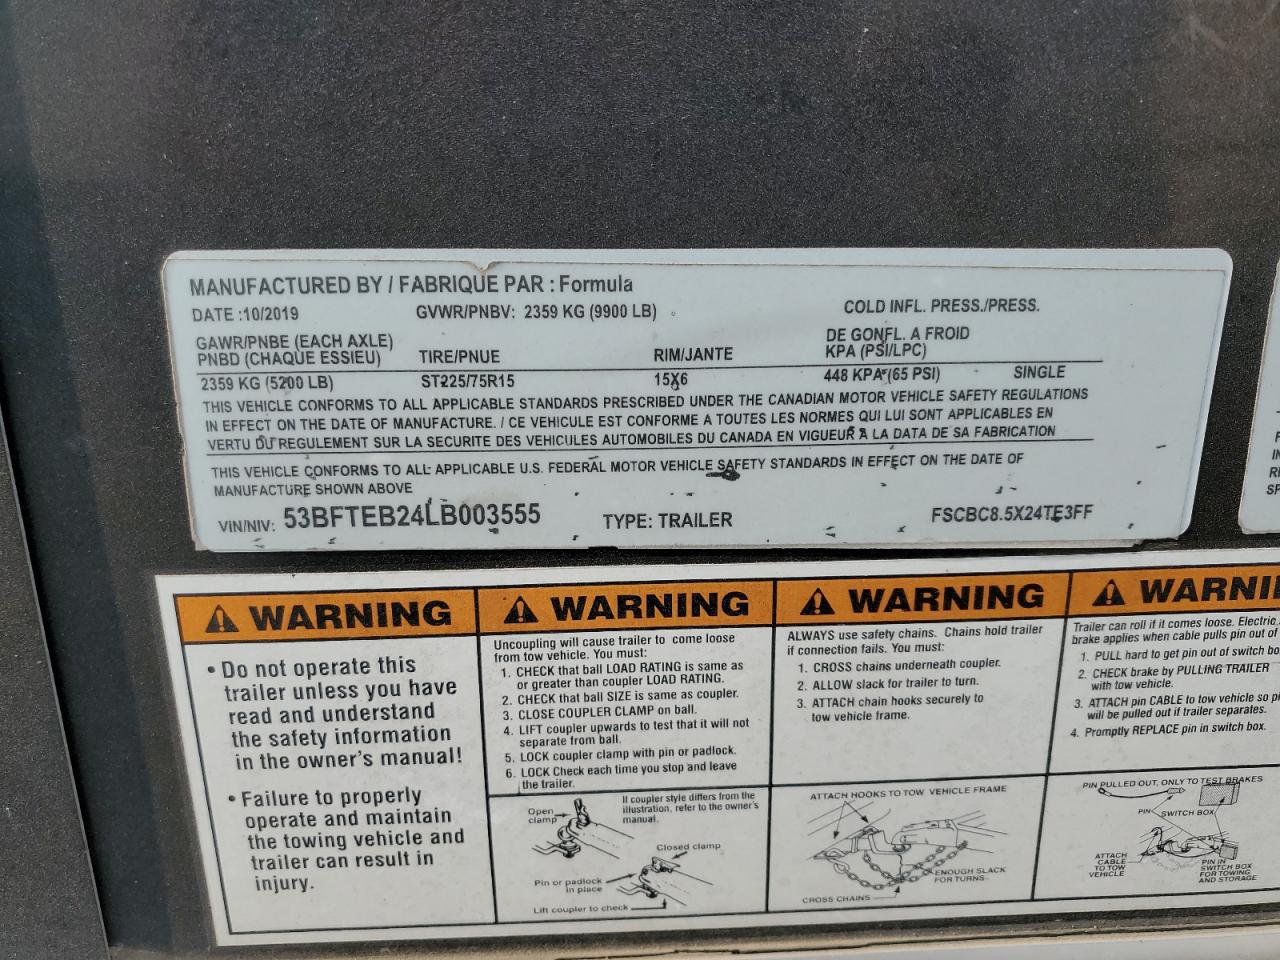 MANUFACTURED BY / FABRIQUE PAR : Formula
DATE :10/2019 GVWR/PNBV: 2359 KG (9900 LB) COLD INFL. PRESS./PRESS.
DE GONFL. A FROID
GAWR/PNBE (EACH AXLE)
PNBD (CHAQUE ESSIEU) TIRE/PNUE RIM/JANTE KPA (PSI/LPC)
2359 KG (5200 LB) ST225/75R15 15X6 448 KPA (65 PSI) SINGLE
THIS VEHICLE CONFORMS TO ALL APPLICABLE STANDARDS PRESCRIBED UNDER THE CANADIAN MOTOR VEHICLE SAFETY REGULATIONS
IN EFFECT ON THE DATE OF MANUFACTURE. / CE VEHICULE EST CONFORME A TOUTES LES NORMES QUI LUI SONT APPLICABLES EN
VERTU DU REGULEMENT SUR LA SECURITE DES VEHICULES AUTOMOBILES DU CANADA EN VIGUEUR A LA DATA DE SA FABRICATION
THIS VEHICLE CONFORMS TO ALL APPLICABLE U.S. FEDERAL MOTOR VEHICLE SAFETY STANDARDS IN EFFECT ON THE DATE OF
MANUFACTURE SHOWN ABOVE
VIN/NIV: 53BFTEB24LB003555 TYPE: TRAILER FSCBC8.5X24TE3FF
WARNING
• Do not operate this
trailer unless you have
read and understand
the safety information
in the owner's manual!
• Failure to properly
operate and maintain
the towing vehicle and
trailer can result in
injury.
WARNING
Uncoupling will cause trailer to come loose
from tow vehicle. You must:
1. CHECK that ball LOAD RATING is same as
or greater than coupler LOAD RATING.
2. CHECK that ball SIZE is same as coupler.
3. CLOSE COUPLER CLAMP on ball.
4. LIFT coupler upwards to test that it will not
separate from ball.
5. LOCK coupler clamp with pin or padlock.
6. LOCK Check each time you stop and leave
the trailer.
Open
clamp
If coupler style differs from the
illustration, refer to the owner's
manual.
Closed clamp
Pin or padlock
in place
Lift coupler to check
WARNING
ALWAYS use safety chains. Chains hold trailer
if connection fails. You must:
1. CROSS chains underneath coupler.
2. ALLOW slack for trailer to turn.
3. ATTACH chain hooks securely to
tow vehicle frame.
ATTACH HOOKS TO TOW VEHICLE FRAME
ENOUGH SLACK
FOR TURNS
CROSS CHAINS
WARNI
Trailer can roll if it comes loose. Electric
brake applies when cable pulls pin out of
1. PULL hard to get pin out of switch bo
2. CHECK brake by PULLING TRAILER
with tow vehicle.
3. ATTACH pin CABLE to tow vehicle so pi
will be pulled out if trailer separates.
4. Promptly REPLACE pin in switch box.
PIN PULLED OUT, ONLY TO TEST BRAKES
PIN SWITCH BOX
ATTACH
CABLE
TO TOW
VEHICLE
PIN IN
SWITCH BOX
FOR TOWING
AND STORAGE